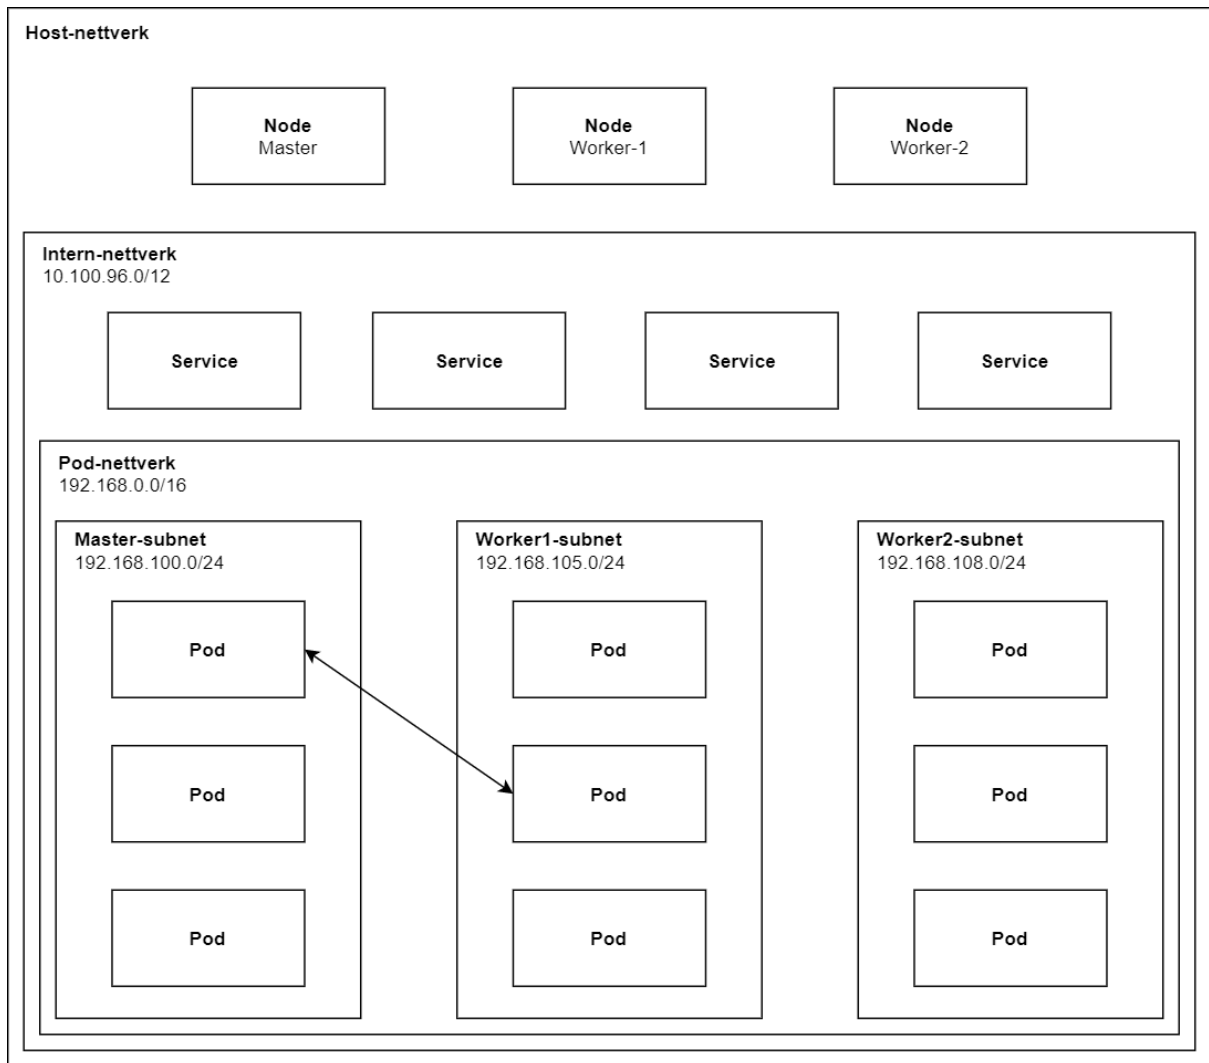 Host-nettverk
Node
Master
Node
Worker-1
Node
Worker-2
Intern-nettverk
10.100.96.0/12
Service
Service
Service
Service
Pod-nettverk
192.168.0.0/16
Master-subnet
192.168.100.0/24
Pod
Pod
Pod
Worker1-subnet
192.168.105.0/24
Pod
Pod
Pod
Worker2-subnet
192.168.108.0/24
Pod
Pod
Pod